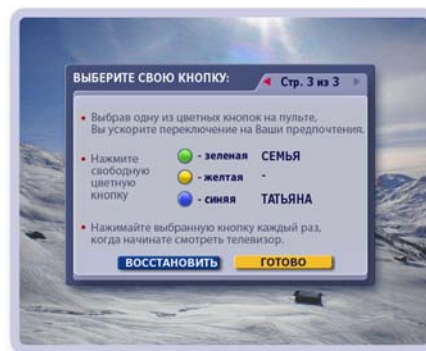 ВЫБЕРИТЕ СВОЮ КНОПКУ:
Стр. 3 из 3
• Выбрав одну из цветных кнопок на пульте,
Вы ускорите переключение на Ваши предпочтения.
• Нажмите
свободную
цветную
кнопку
- зеленая СЕМЬЯ
- желтая -
- синяя ТАТЬЯНА
• Нажимайте выбранную кнопку каждый раз,
когда начинате смотреть телевизор.
ВОССТАНОВИТЬ ГОТОВО